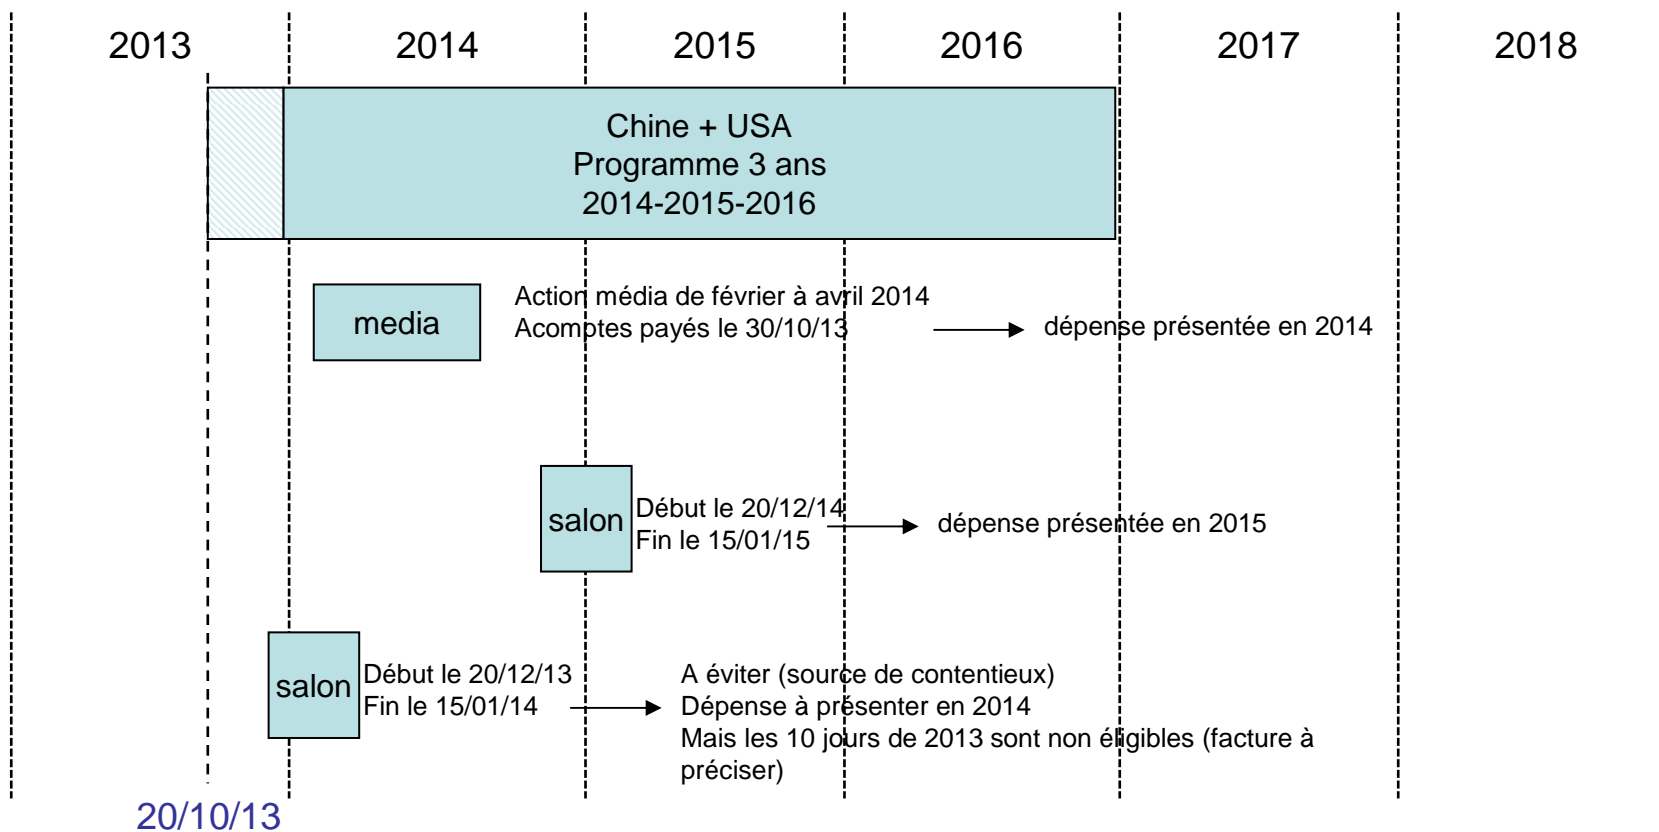 2013 2014 2015 2016 2017 2018
Chine + USA
Programme 3 ans
2014-2015-2016
media
Action média de février à avril 2014
Acomptes payés le 30/10/13
dépense présentée en 2014
salon
Début le 20/12/14
Fin le 15/01/15
dépense présentée en 2015
salon
Début le 20/12/13
Fin le 15/01/14
A éviter (source de contentieux)
Dépense à présenter en 2014
Mais les 10 jours de 2013 sont non éligibles (facture à
préciser)
20/10/13